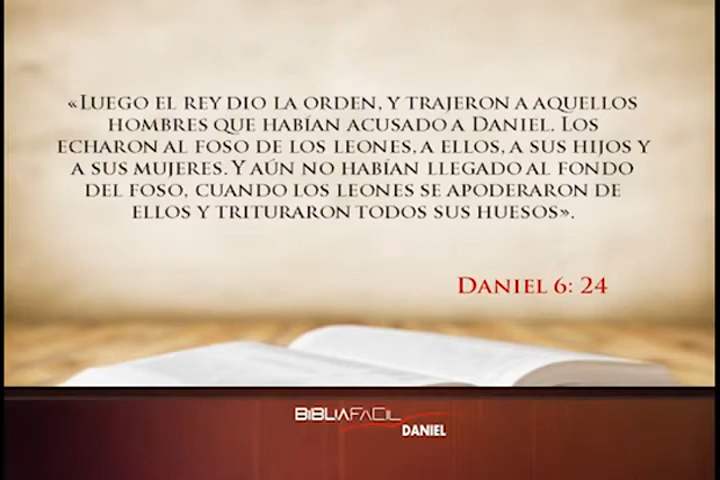 «Luego el rey dio la orden, y trajeron a aquellos
hombres que habían acusado a Daniel. Los
echaron al foso de los leones, a ellos, a sus hijos y
a sus mujeres. Y aún no habían llegado al fondo
del foso, cuando los leones se apoderaron de
ellos y trituraron todos sus huesos».
Daniel 6: 24
BIBLIAFACIL
DANIEL